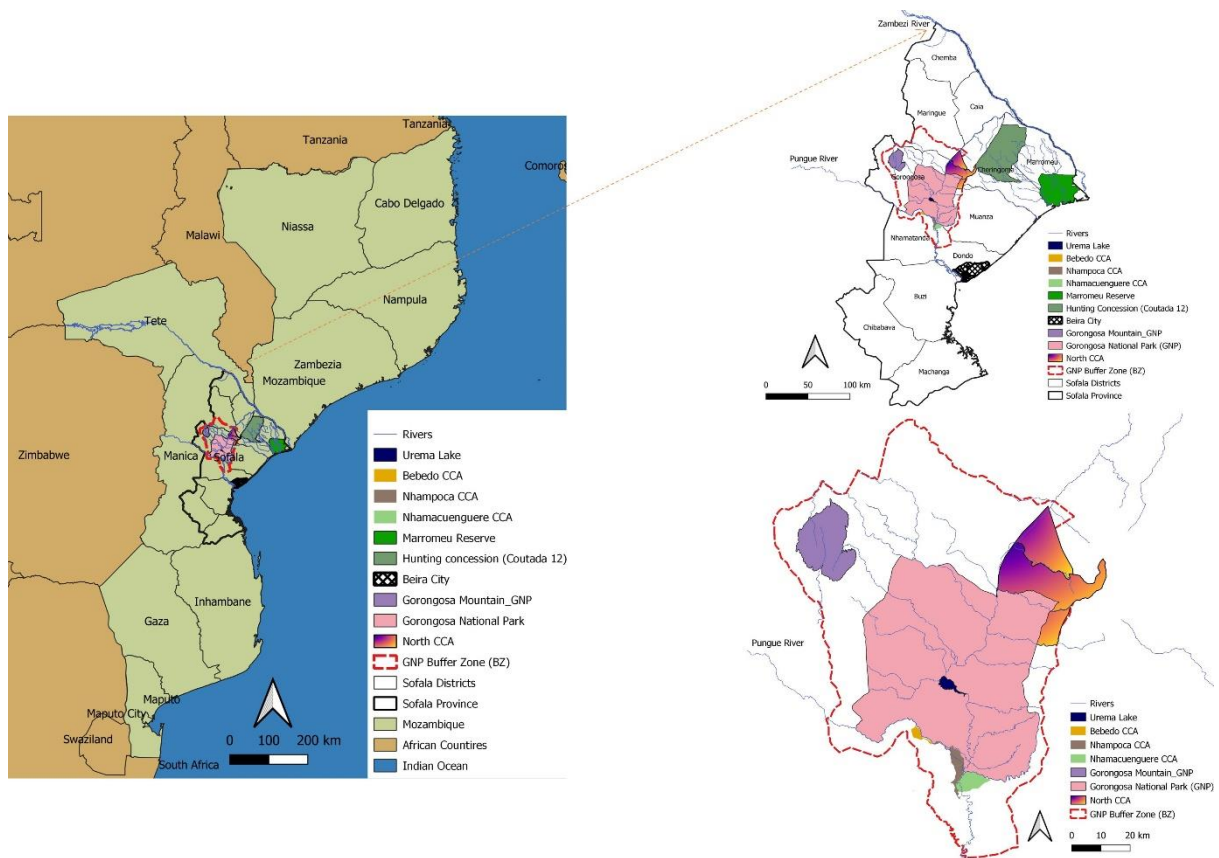 Tanzania
Tanzania
Comoros
Cabo Delgado
Niassa
Malawi
Nampula
Tete
Zambezia
Mozambique
Zimbabwe
Manica
Sofala
Inhambane
Gaza
Maputo
Maputo City
Swaziland
South Africa
0 100 200 km
Rivers
Urema Lake
Bebedo CCA
Nhampoca CCA
Nhamacuenguere CCA
Marromeu Reserve
Hunting concession (Coutada 12)
Beira City
Gorongosa Mountain_GNP
Gorongosa National Park
North CCA
GNP Buffer Zone (BZ)
Sofala Districts
Sofala Province
Mozambique
African Countires
Indian Ocean
Zambezi River
Chemba
Caia
Maringue
Pungue River
Marromeu
Cheringoma
Gorongosa
Muanza
Nhamatanda
Dondo
Buzi
Chibabava
Machanga
0 50 100 km
Rivers
Urema Lake
Bebedo CCA
Nhampoca CCA
Nhamacuenguere CCA
Marromeu Reserve
Hunting Concession (Coutada 12)
Beira City
Gorongosa Mountain_GNP
Gorongosa National Park (GNP)
North CCA
GNP Buffer Zone (BZ)
Sofala Districts
Sofala Province
Pungue River
Rivers
Urema Lake
Bebedo CCA
Nhampoca CCA
Nhamacuenguere CCA
Gorongosa Mountain_GNP
Gorongosa National Park (GNP)
North CCA
GNP Buffer Zone (BZ)
0 10 20 km